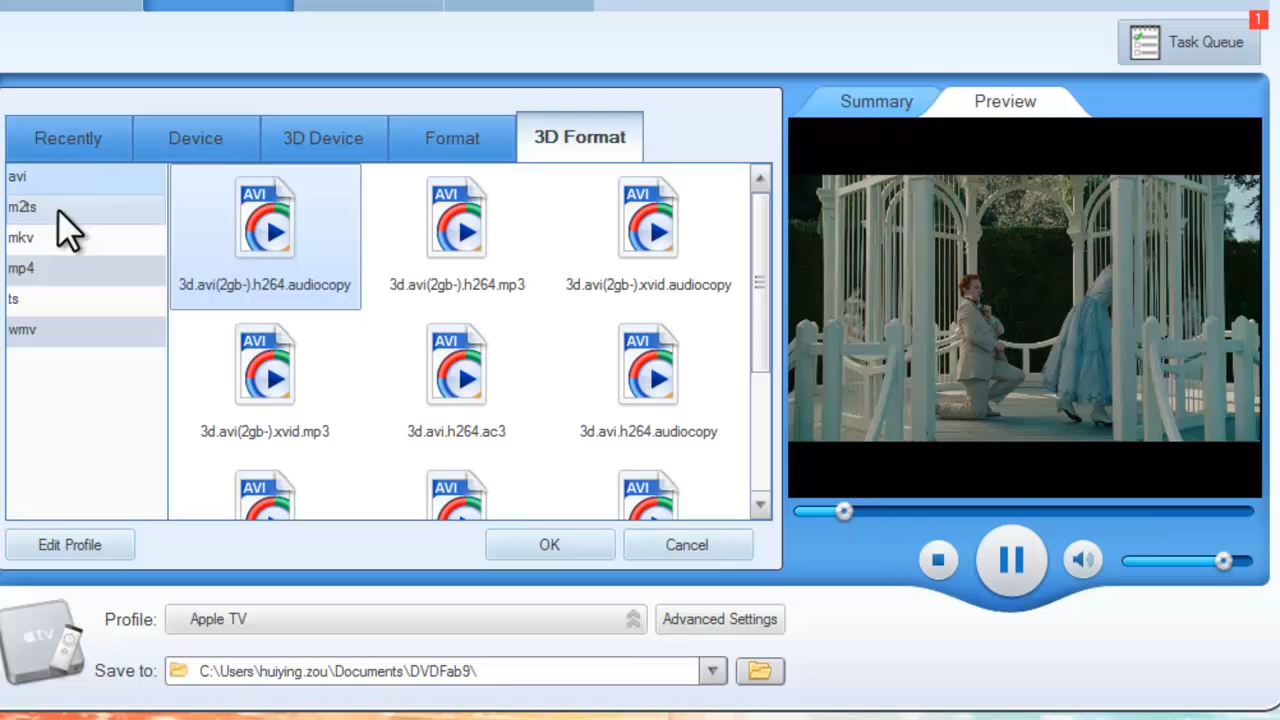 1
Task Queue
Summary
Preview
Recently
Device
3D Device
Format
3D Format
avi
m2ts
mkv
mp4
ts
wmv
AVI
AVI
AVI
3d.avi(2gb-).h264.audiocopy
3d.avi(2gb-).h264.mp3
3d.avi(2gb-).xvid.audiocopy
AVI
AVI
AVI
3d.avi(2gb-).xvid.mp3
3d.avi.h264.ac3
3d.avi.h264.audiocopy
AVI
AVI
AVI
Edit Profile
OK
Cancel
tv
Profile:
Apple TV
Advanced Settings
Save to:
C:\Users\huiying.zou\Documents\DVDFab9\